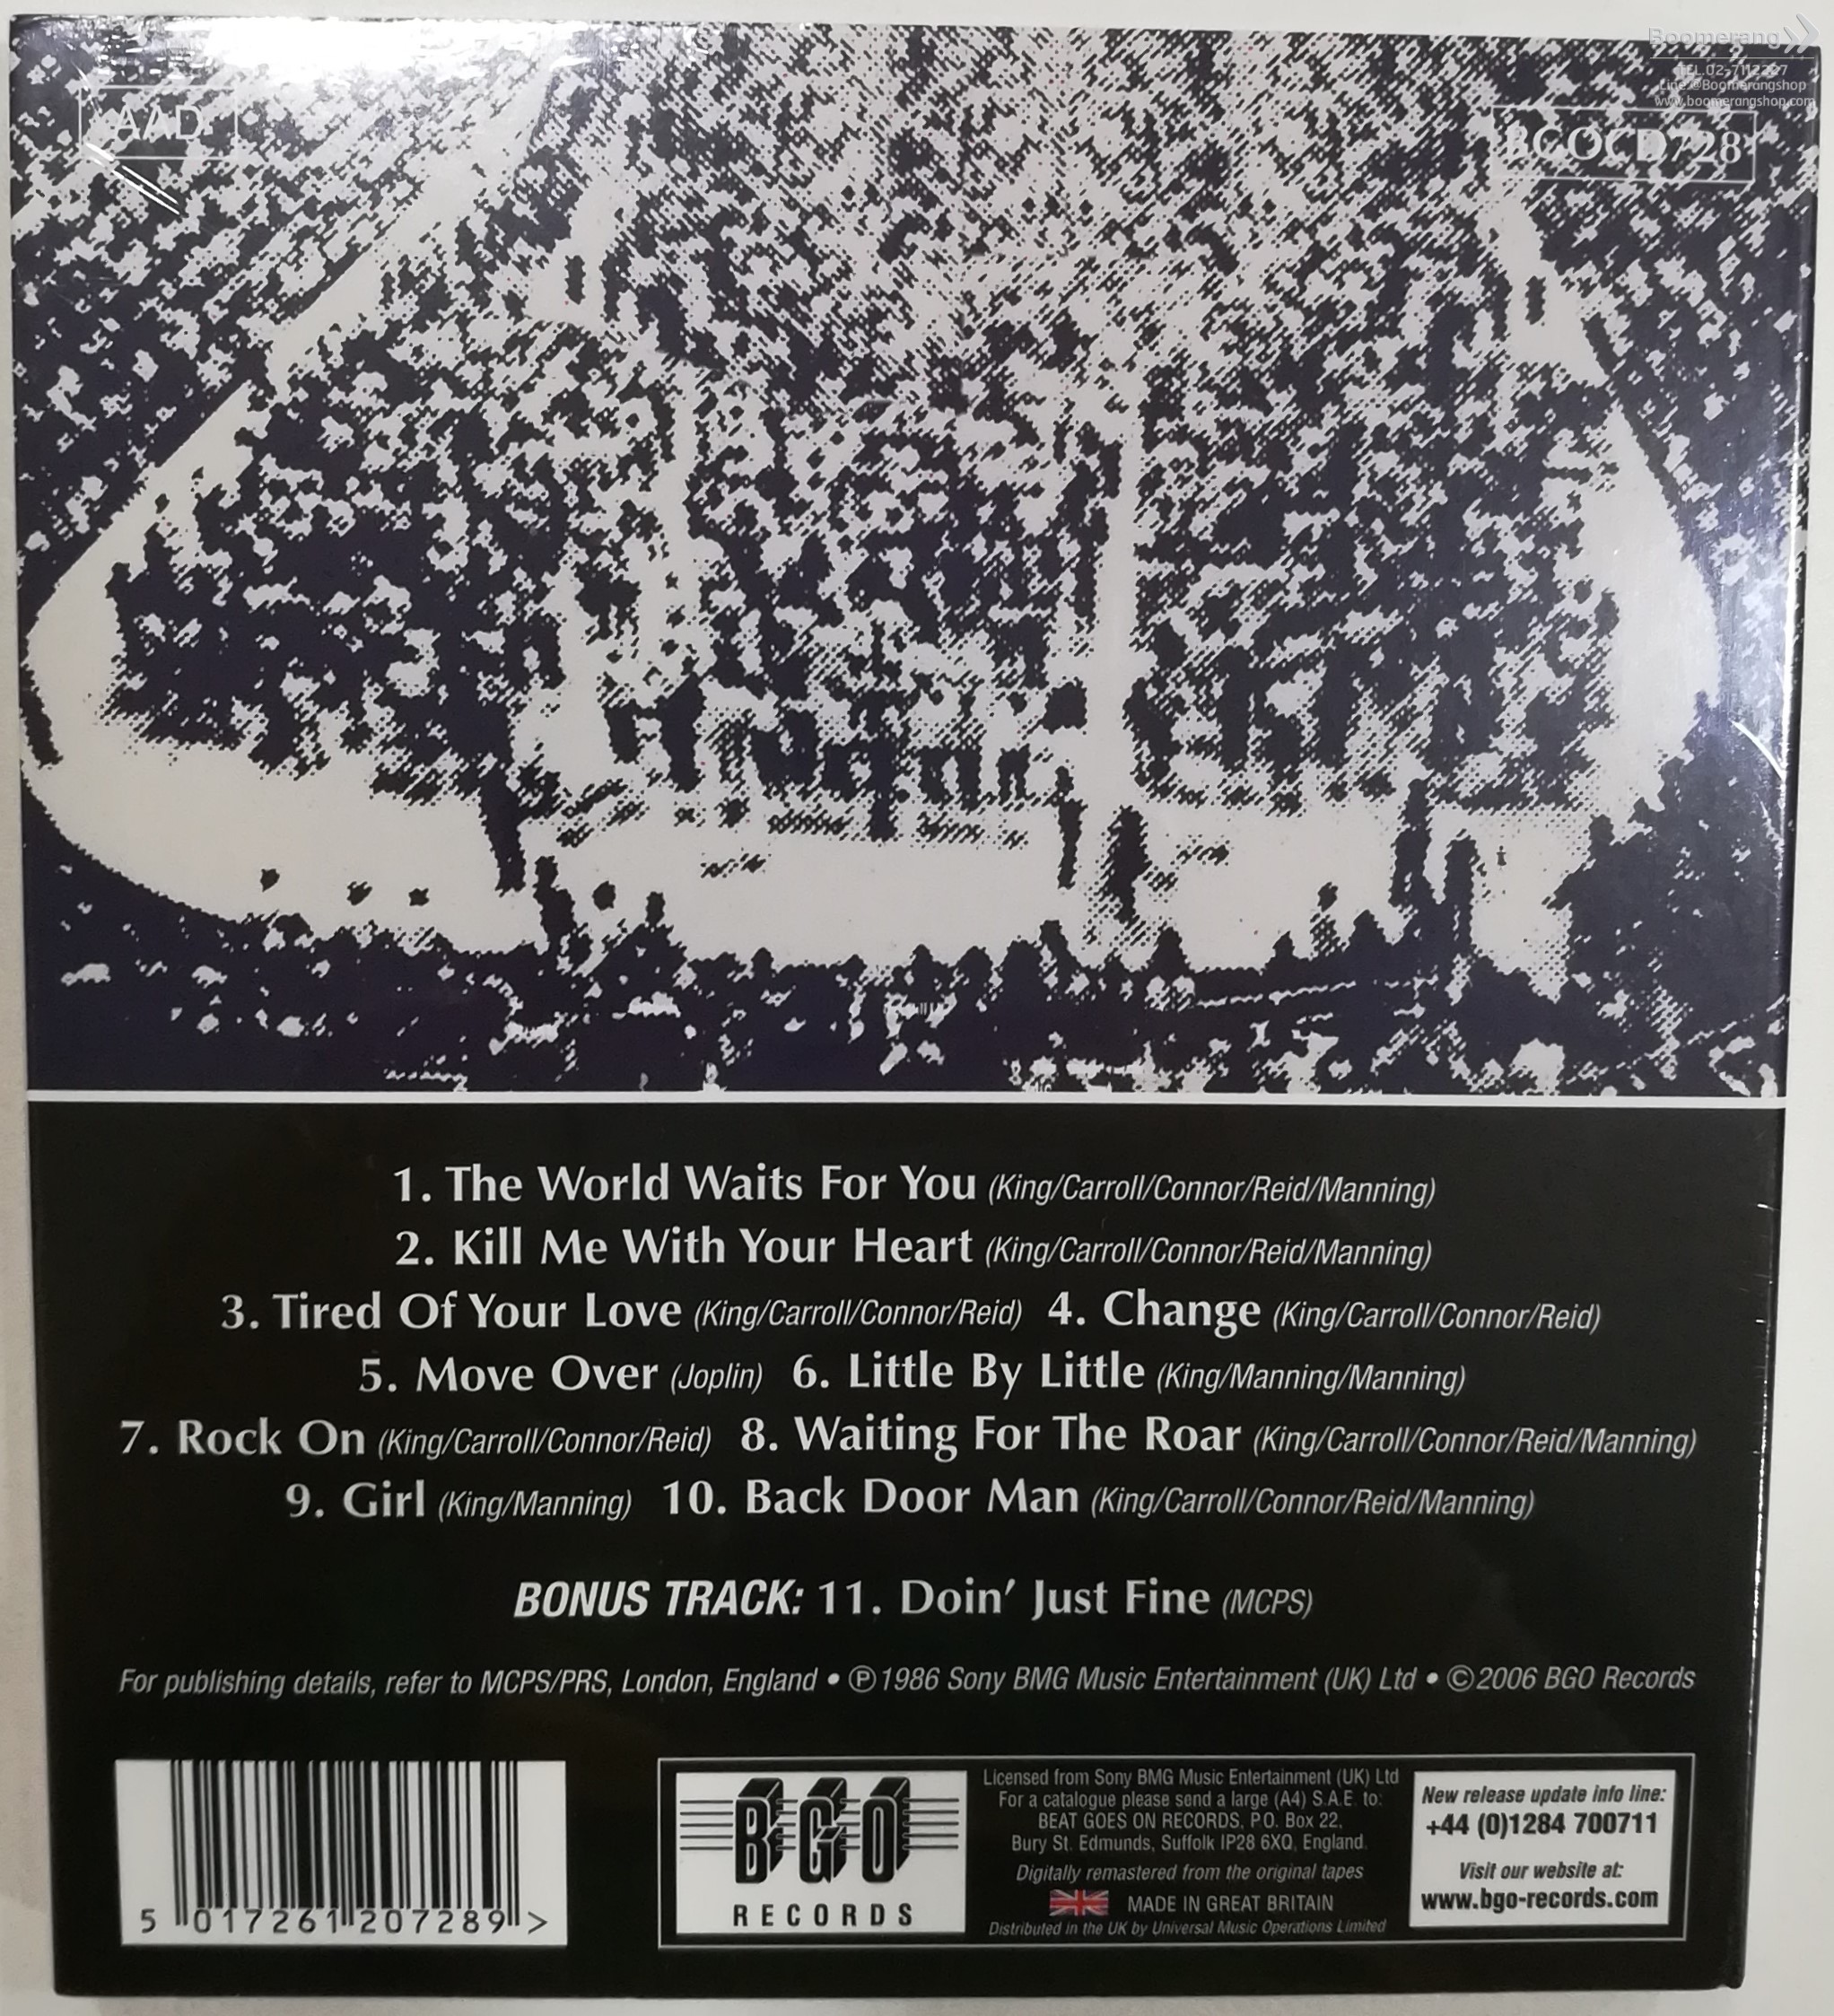 Boomerang
TEL.02-7112227
Line:@Boomerangshop
www.boomerangshop.com
AAD
BGOCD728
1. The World Waits For You (King/Carroll/Connor/Reid/Manning)
2. Kill Me With Your Heart (King/Carroll/Connor/Reid/Manning)
3. Tired Of Your Love (King/Carroll/Connor/Reid) 4. Change (King/Carroll/Connor/Reid)
5. Move Over (Joplin) 6. Little By Little (King/Manning/Manning)
7. Rock On (King/Carroll/Connor/Reid) 8. Waiting For The Roar (King/Carroll/Connor/Reid/Manning)
9. Girl (King/Manning) 10. Back Door Man (King/Carroll/Connor/Reid/Manning)
BONUS TRACK: 11. Doin' Just Fine (MCPS)
For publishing details, refer to MCPS/PRS, London, England • ℗1986 Sony BMG Music Entertainment (UK) Ltd • ©2006 BGO Records
5 017261 207289 >
BGO
RECORDS
Licensed from Sony BMG Music Entertainment (UK) Ltd
For a catalogue please send a large (A4) S.A.E. to:
BEAT GOES ON RECORDS, P.O. Box 22,
Bury St. Edmunds, Suffolk IP28 6XQ, England.
Digitally remastered from the original tapes
MADE IN GREAT BRITAIN
Distributed in the UK by Universal Music Operations Limited
New release update info line:
+44 (0)1284 700711
Visit our website at:
www.bgo-records.com